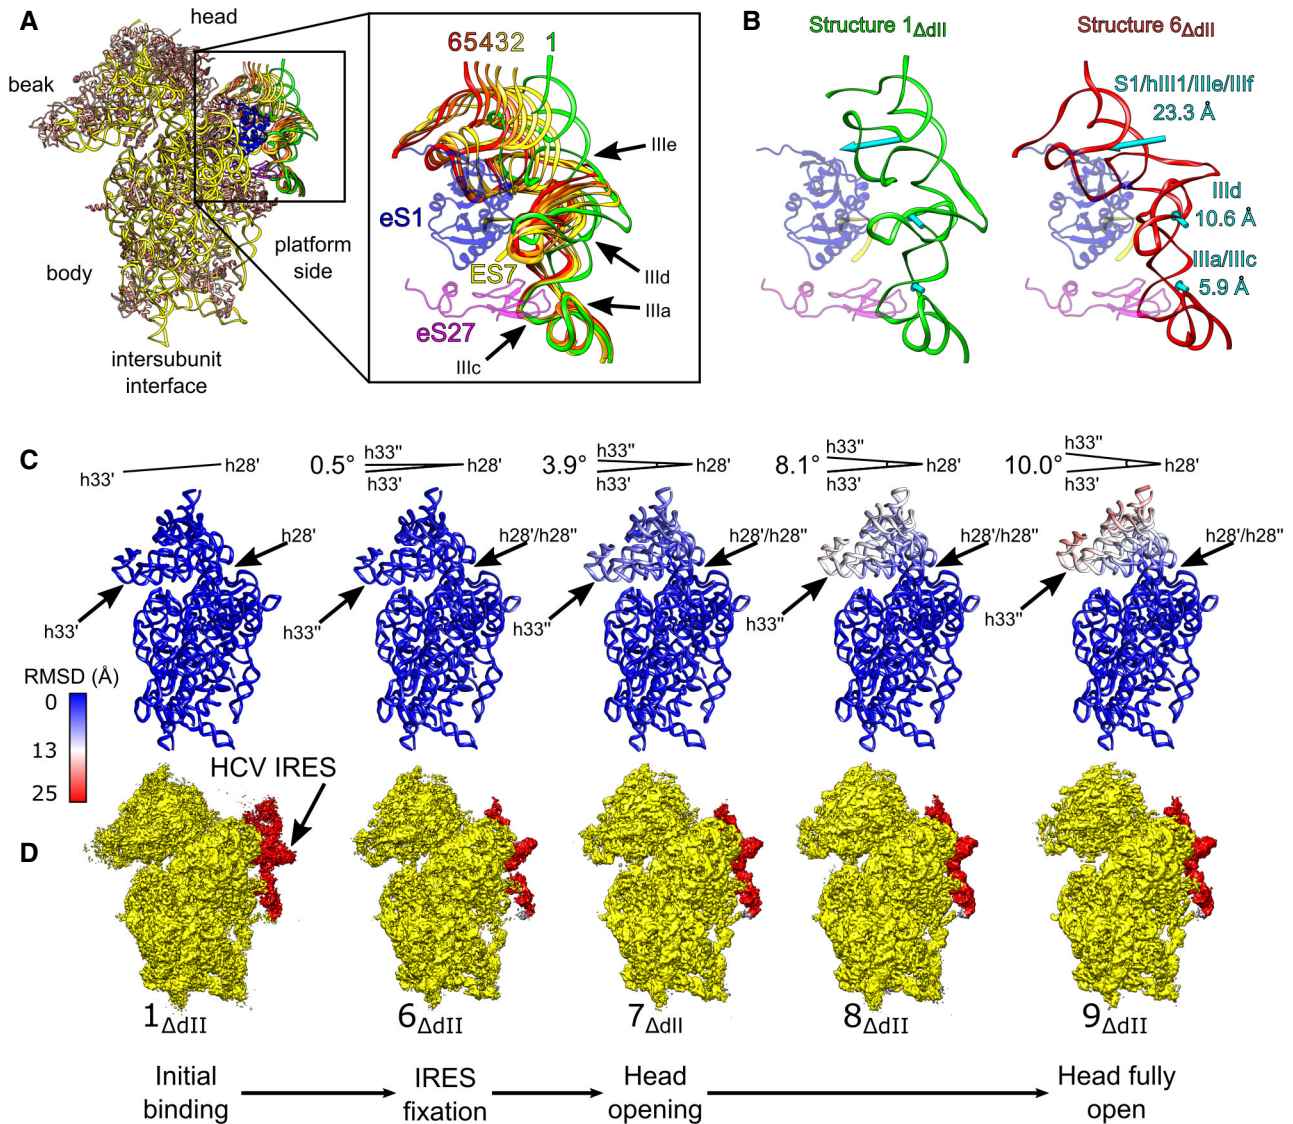 A
head
beak
body
platform
side
intersubunit
interface
65432 1
IIIe
eS1
ES7
IIId
IIIa
eS27
IIIc
B
Structure 1ΔdII
Structure 6ΔdII
S1/hIII1/IIIe/IIIf
23.3 Å
IIId
10.6 Å
IIIa/IIIc
5.9 Å
C
h33' h28'
0.5° h33'' h28'
h33'
3.9° h33'' h28'
h33'
8.1° h33'' h28'
h33'
10.0° h33'' h28'
h33'
h28'
h33'
h28'/h28''
h33''
h28'/h28''
h33''
h28'/h28''
h33''
h28'/h28''
h33''
RMSD (Å)
0
13
25
HCV IRES
D
1ΔdII
6ΔdII
7ΔdII
8ΔdII
9ΔdII
Initial
binding
IRES
fixation
Head
opening
Head fully
open